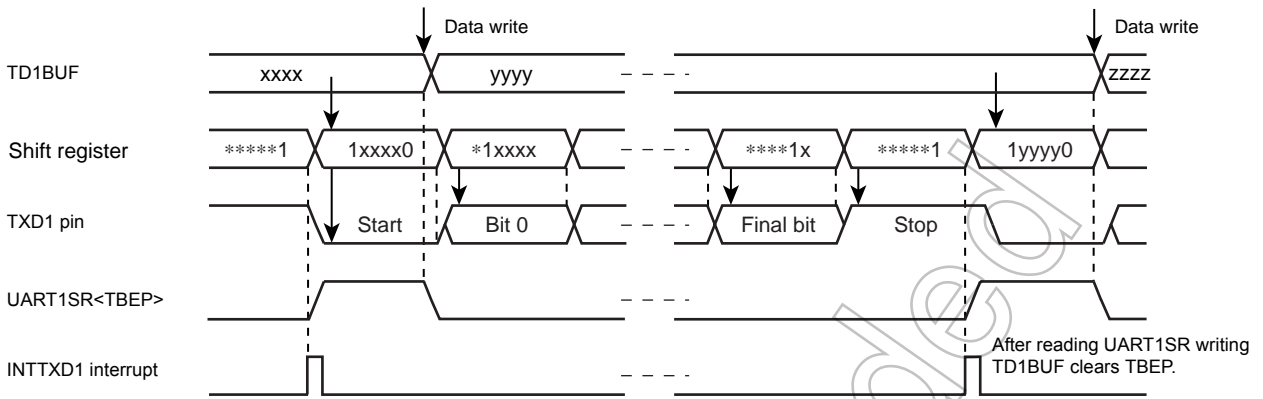 Data write
Data write
TD1BUF
xxxx
yyyy
zzzz
Shift register
*****1
1xxxx0
*1xxxx
****1x
*****1
1yyyy0
TXD1 pin
Start
Bit 0
Final bit
Stop
UART1SR<TBEP>
After reading UART1SR writing
TD1BUF clears TBEP.
INTTXD1 interrupt